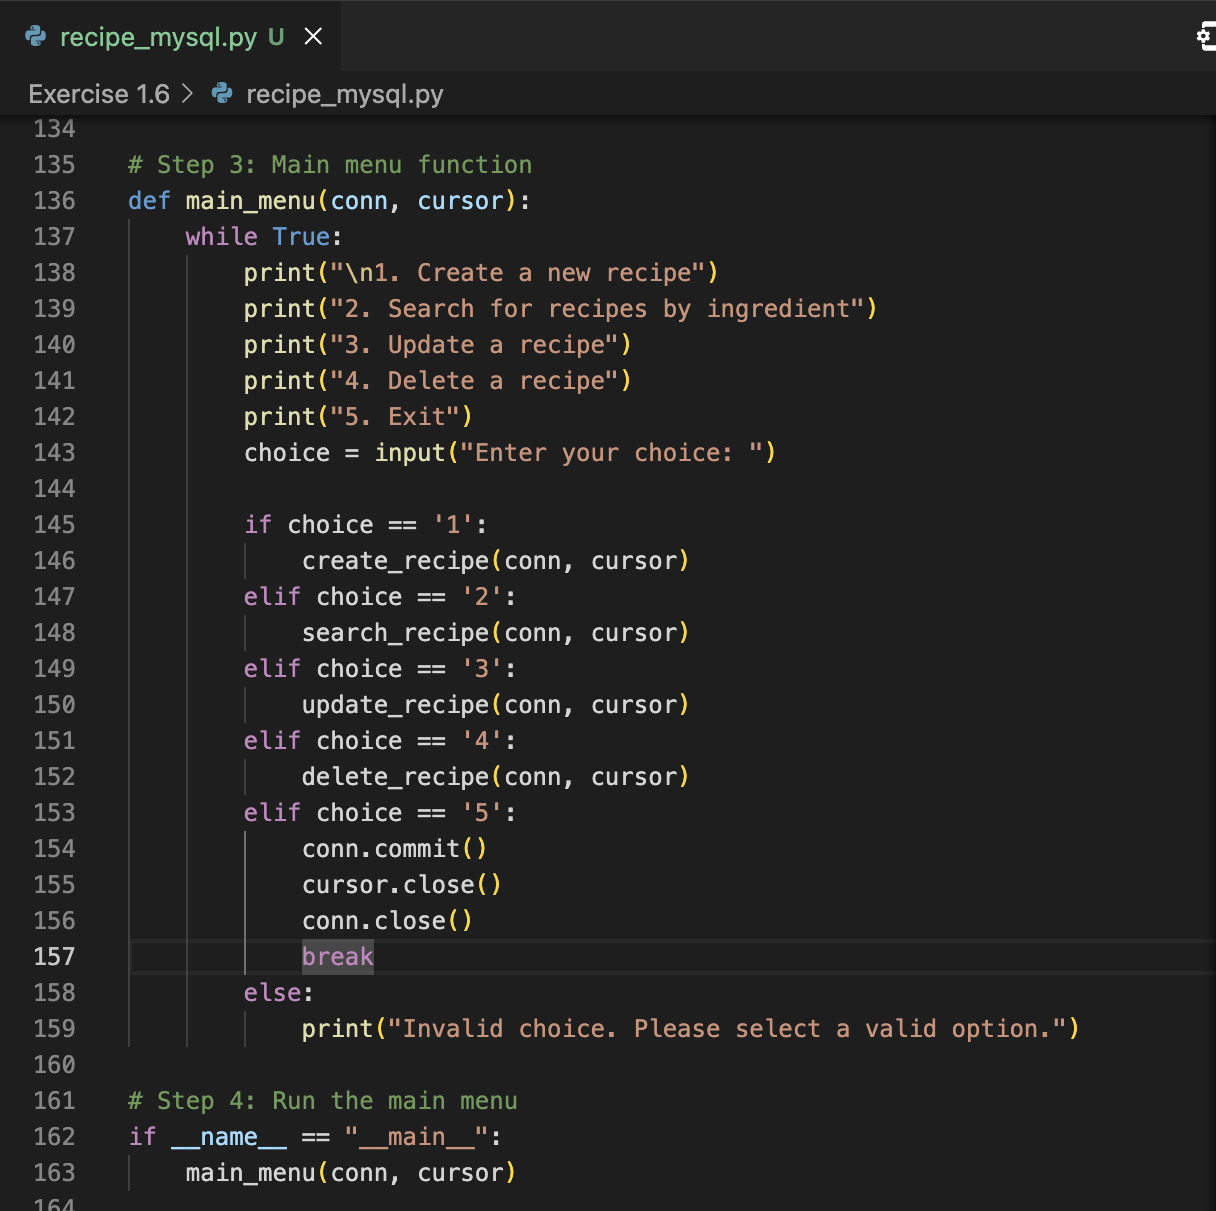 recipe_mysql.py U
Exercise 1.6 > recipe_mysql.py
134
135 # Step 3: Main menu function
136 def main_menu(conn, cursor):
137     while True:
138         print("\n1. Create a new recipe")
139         print("2. Search for recipes by ingredient")
140         print("3. Update a recipe")
141         print("4. Delete a recipe")
142         print("5. Exit")
143         choice = input("Enter your choice: ")
144
145         if choice == '1':
146             create_recipe(conn, cursor)
147         elif choice == '2':
148             search_recipe(conn, cursor)
149         elif choice == '3':
150             update_recipe(conn, cursor)
151         elif choice == '4':
152             delete_recipe(conn, cursor)
153         elif choice == '5':
154             conn.commit()
155             cursor.close()
156             conn.close()
157             break
158         else:
159             print("Invalid choice. Please select a valid option.")
160
161 # Step 4: Run the main menu
162 if __name__ == "__main__":
163     main_menu(conn, cursor)
164